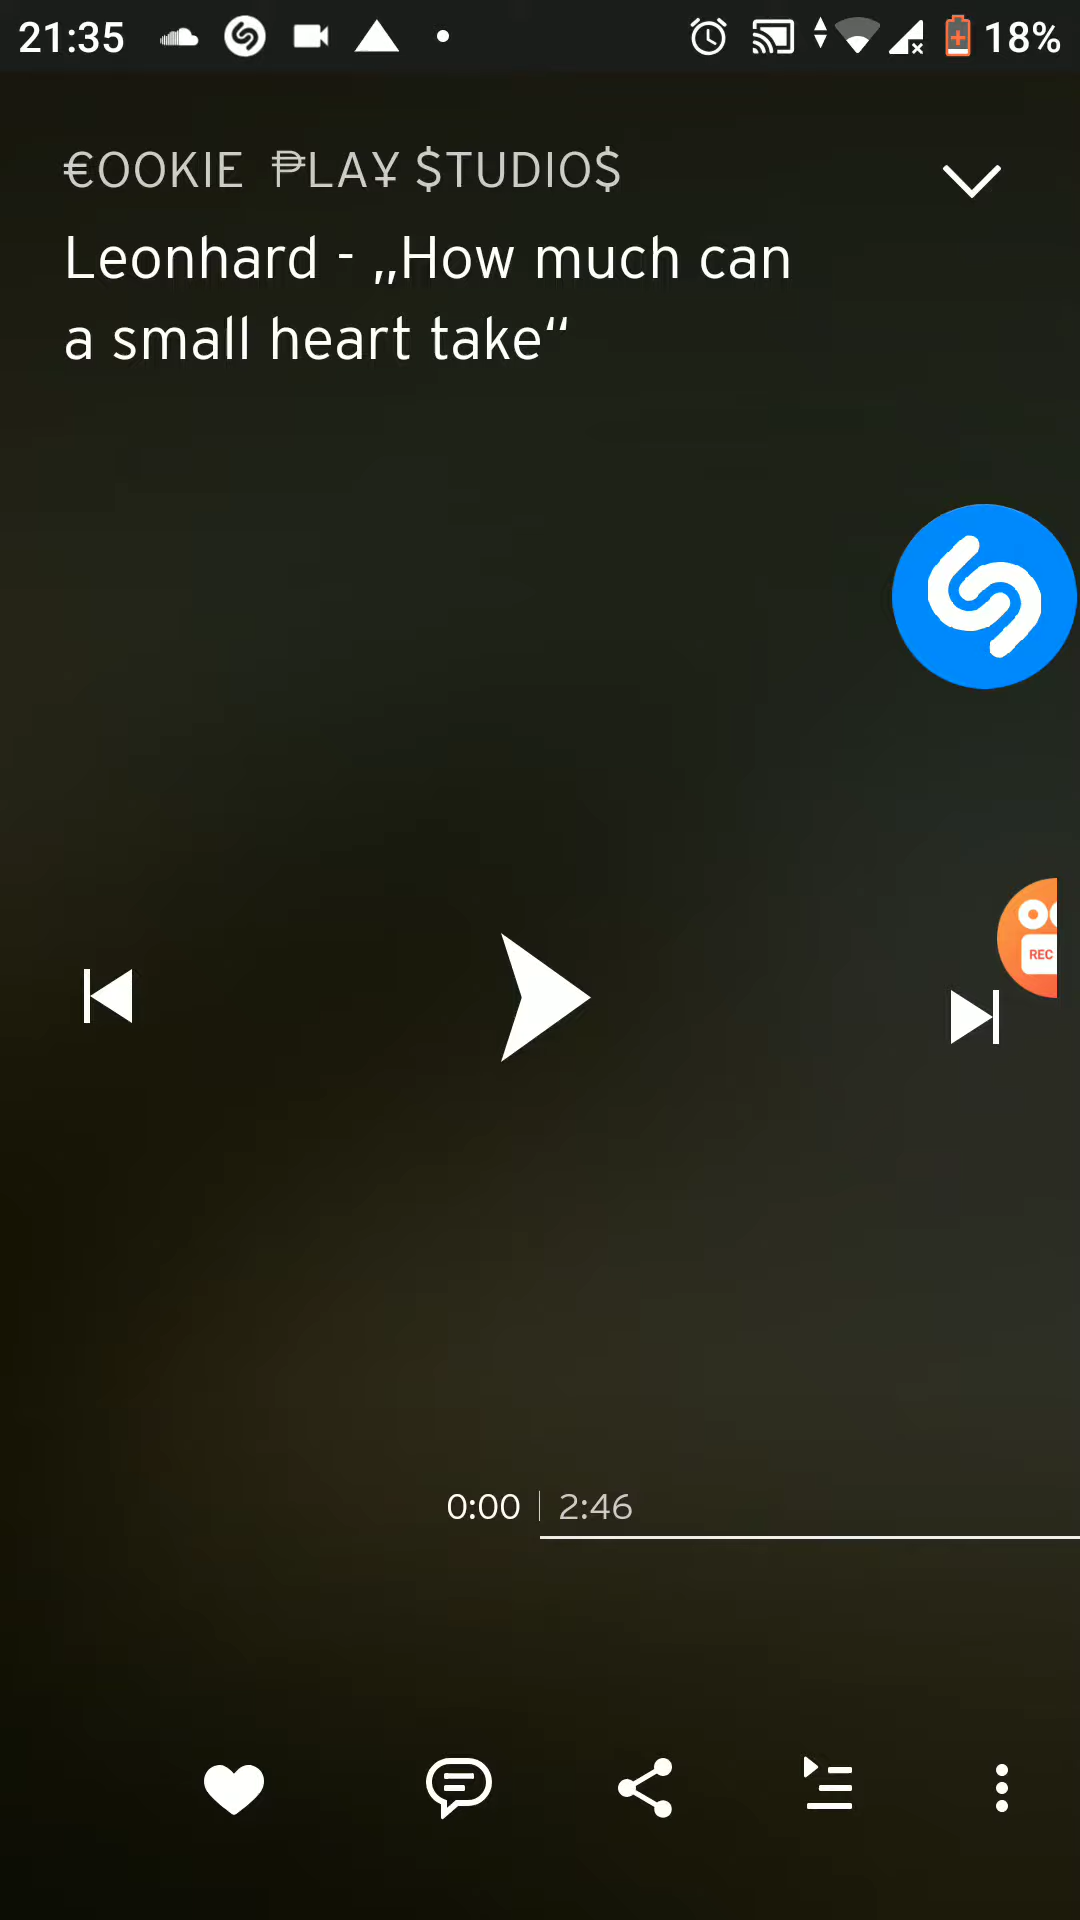 21:35
18%
€OOKIE ₱LA¥ $TUDIO$
Leonhard - „How much can
a small heart take“
REC
0:00 | 2:46